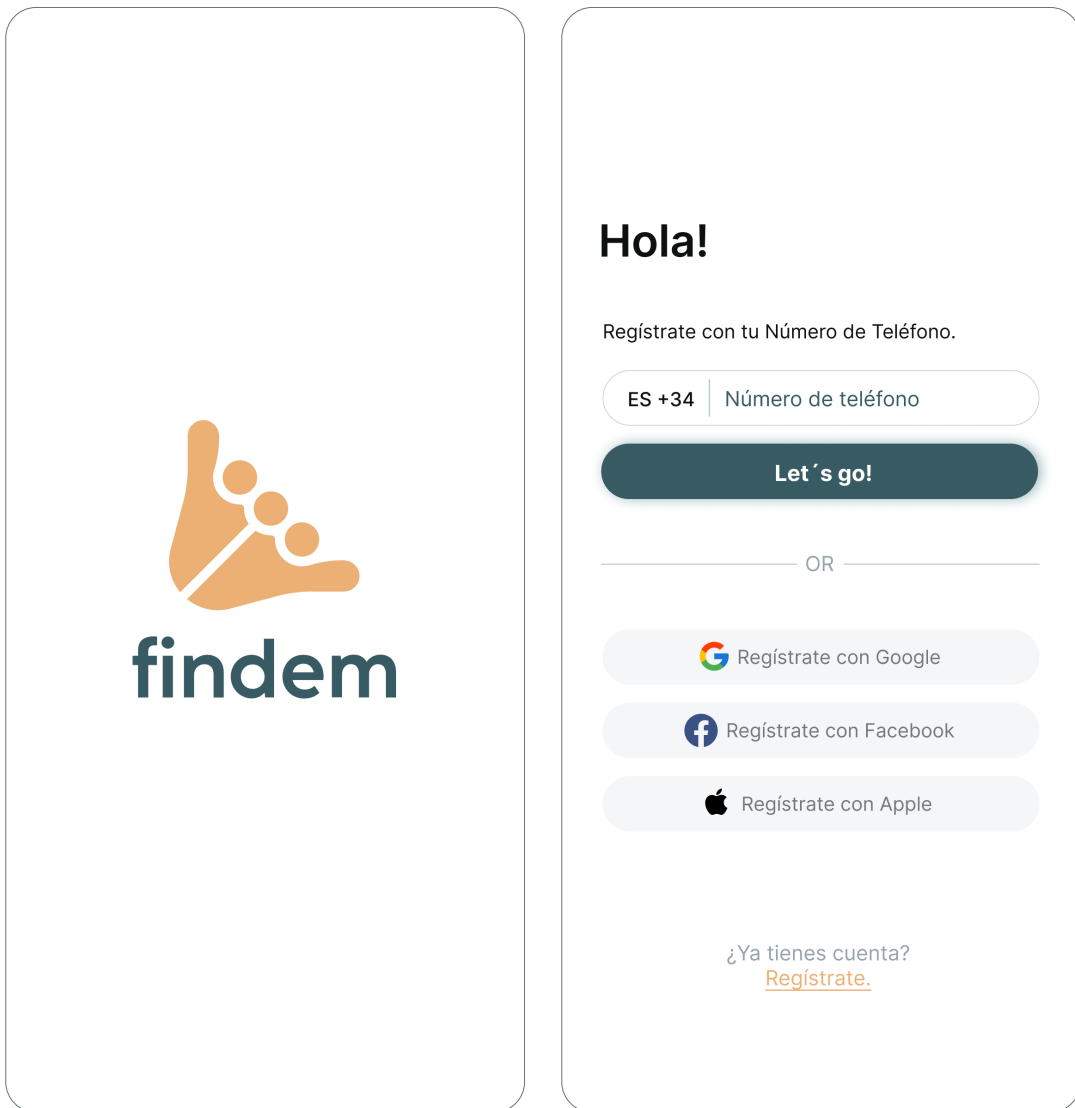 findem
Hola!
Regístrate con tu Número de Teléfono.
ES +34 Número de teléfono
Let´s go!
OR
Regístrate con Google
Regístrate con Facebook
Regístrate con Apple
¿Ya tienes cuenta?
Regístrate.